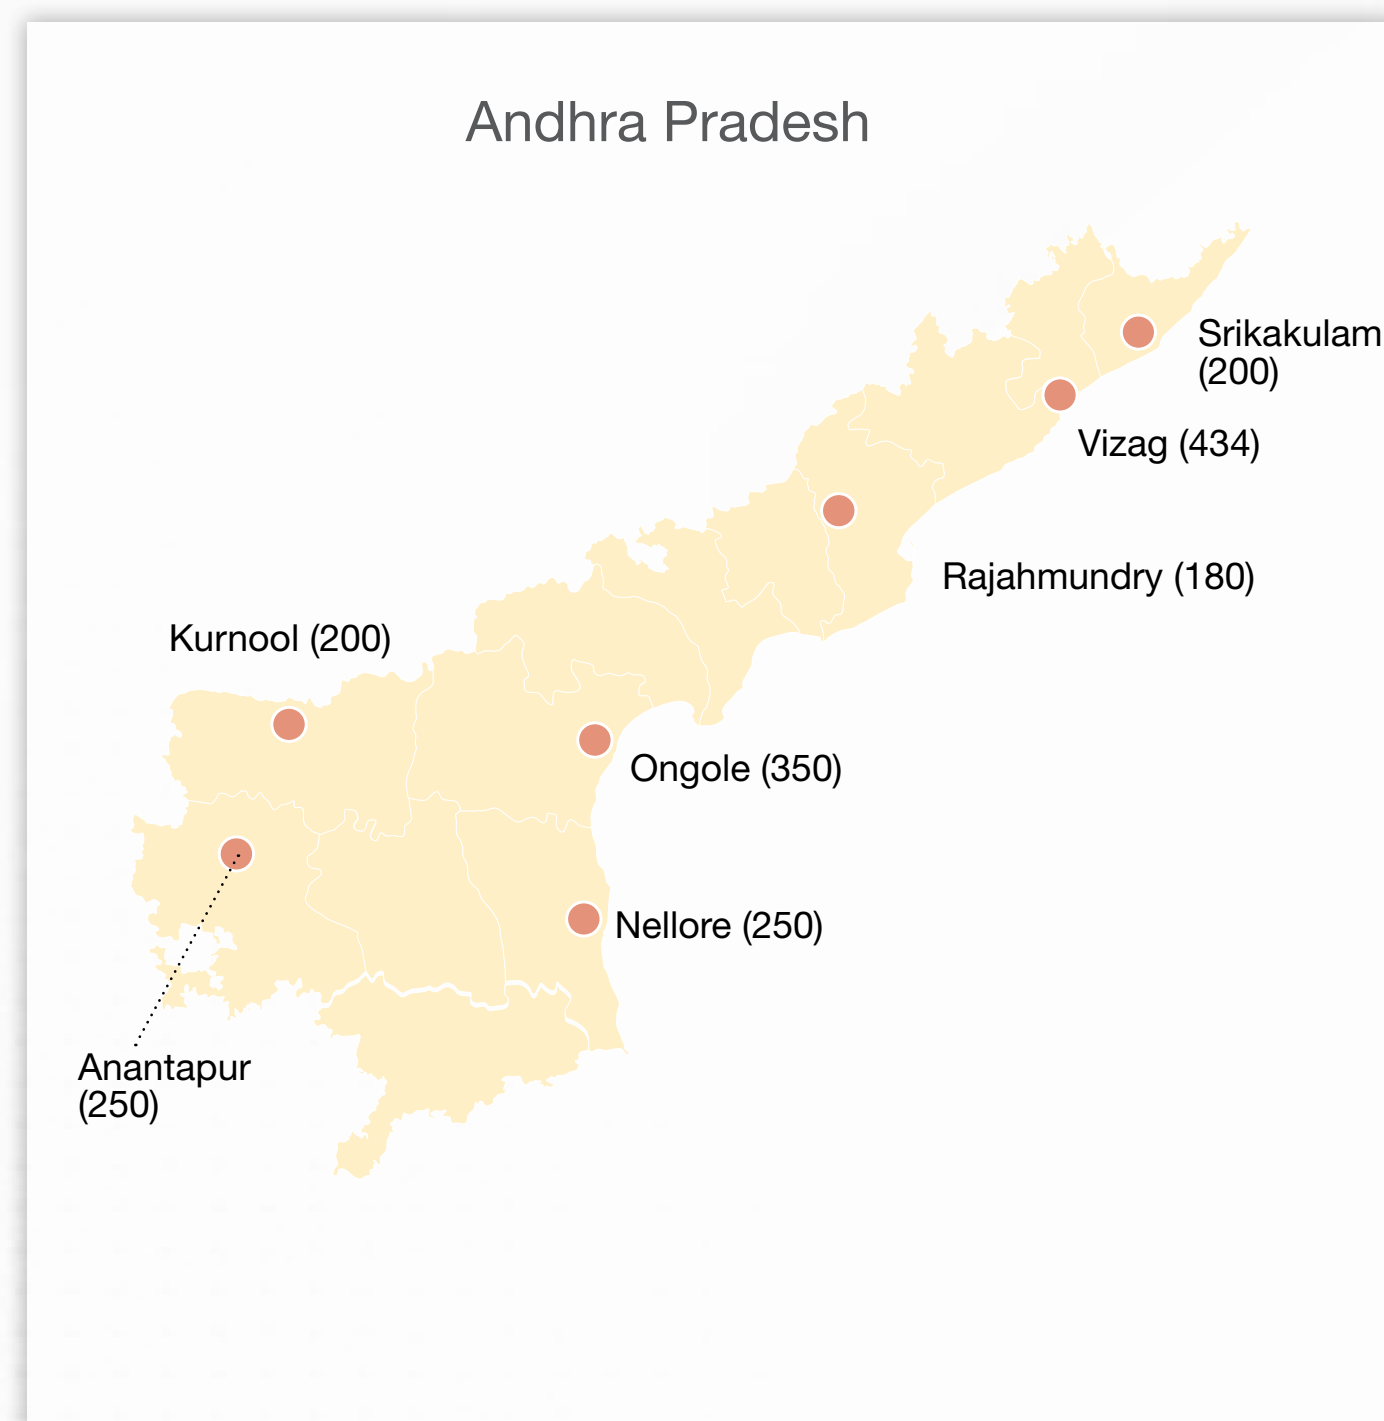 Andhra Pradesh
Srikakulam
(200)
Vizag (434)
Rajahmundry (180)
Kurnool (200)
Ongole (350)
Nellore (250)
Anantapur
(250)